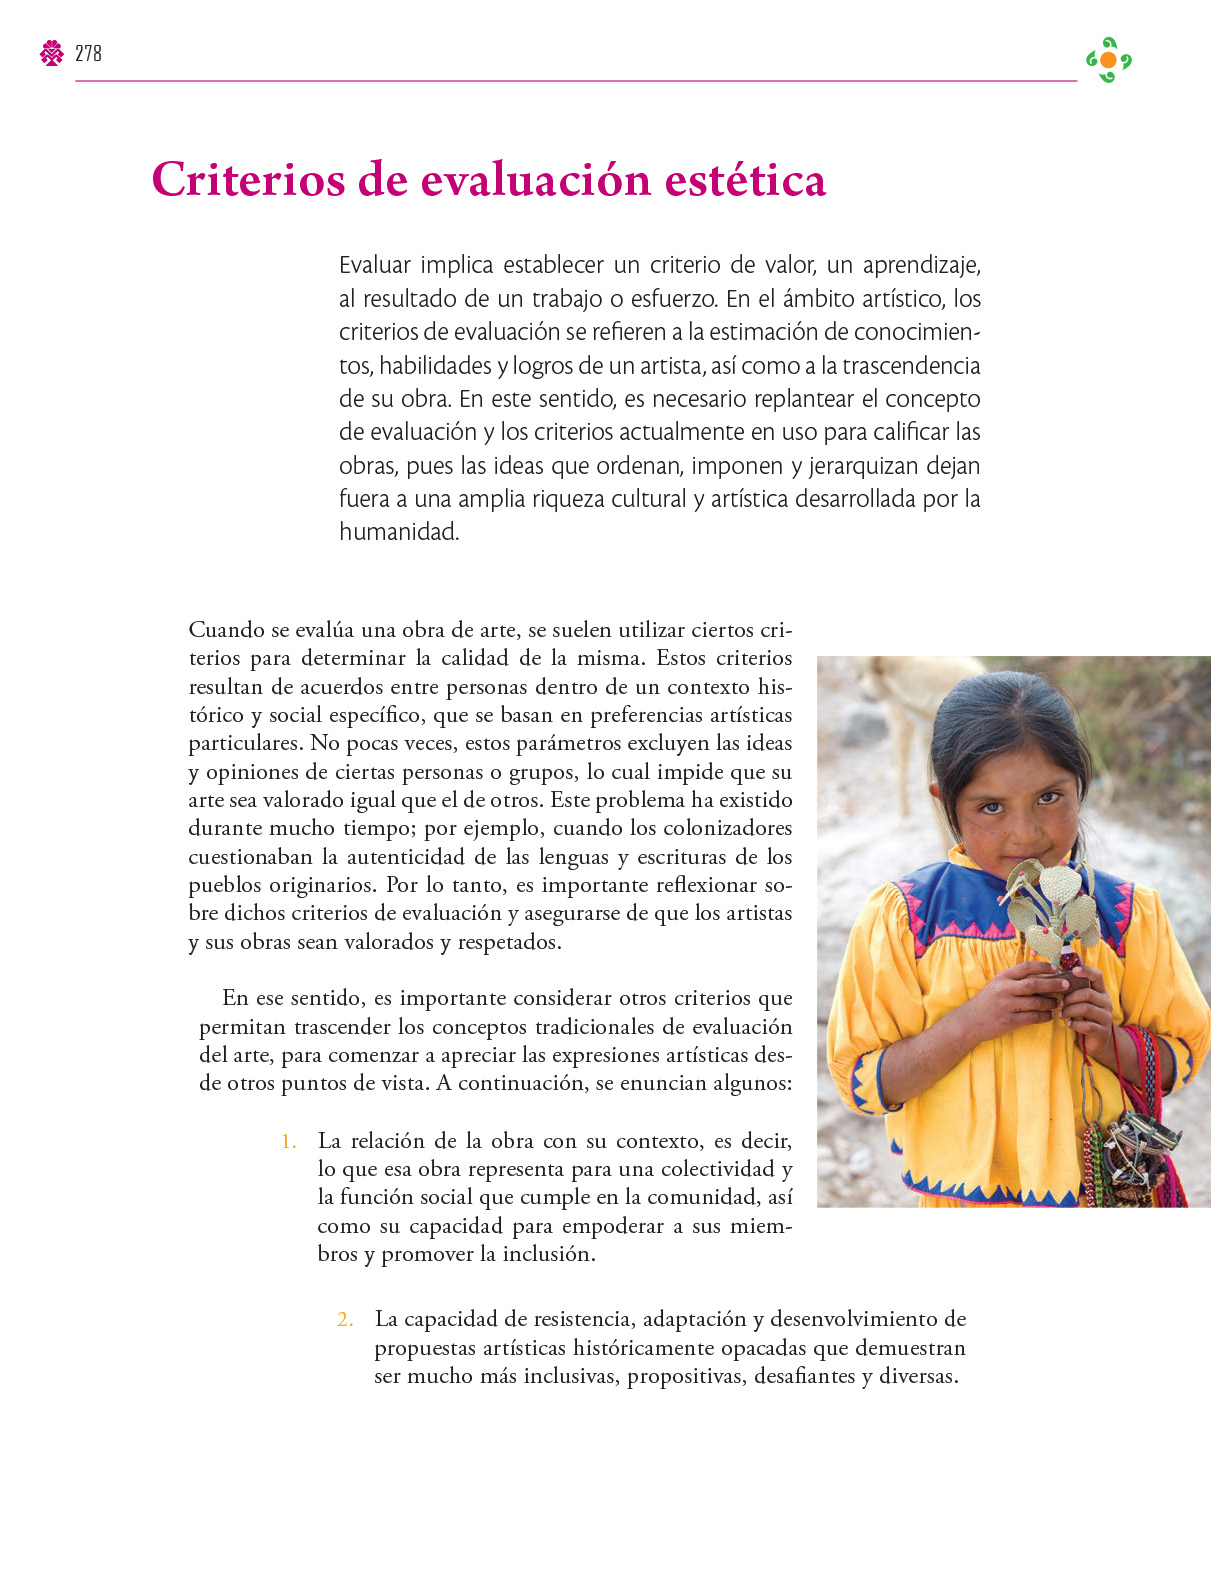 278
Criterios de evaluación estética
Evaluar implica establecer un criterio de valor, un aprendizaje,
al resultado de un trabajo o esfuerzo. En el ámbito artístico, los
criterios de evaluación se refieren a la estimación de conocimien-
tos, habilidades y logros de un artista, así como a la trascendencia
de su obra. En este sentido, es necesario replantear el concepto
de evaluación y los criterios actualmente en uso para calificar las
obras, pues las ideas que ordenan, imponen y jerarquizan dejan
fuera a una amplia riqueza cultural y artística desarrollada por la
humanidad.
Cuando se evalúa una obra de arte, se suelen utilizar ciertos cri-
terios para determinar la calidad de la misma. Estos criterios
resultan de acuerdos entre personas dentro de un contexto his-
tórico y social específico, que se basan en preferencias artísticas
particulares. No pocas veces, estos parámetros excluyen las ideas
y opiniones de ciertas personas o grupos, lo cual impide que su
arte sea valorado igual que el de otros. Este problema ha existido
durante mucho tiempo; por ejemplo, cuando los colonizadores
cuestionaban la autenticidad de las lenguas y escrituras de los
pueblos originarios. Por lo tanto, es importante reflexionar so-
bre dichos criterios de evaluación y asegurarse de que los artistas
y sus obras sean valorados y respetados.
En ese sentido, es importante considerar otros criterios que
permitan trascender los conceptos tradicionales de evaluación
del arte, para comenzar a apreciar las expresiones artísticas des-
de otros puntos de vista. A continuación, se enuncian algunos:
1. La relación de la obra con su contexto, es decir,
lo que esa obra representa para una colectividad y
la función social que cumple en la comunidad, así
como su capacidad para empoderar a sus miem-
bros y promover la inclusión.
2. La capacidad de resistencia, adaptación y desenvolvimiento de
propuestas artísticas históricamente opacadas que demuestran
ser mucho más inclusivas, propositivas, desafiantes y diversas.